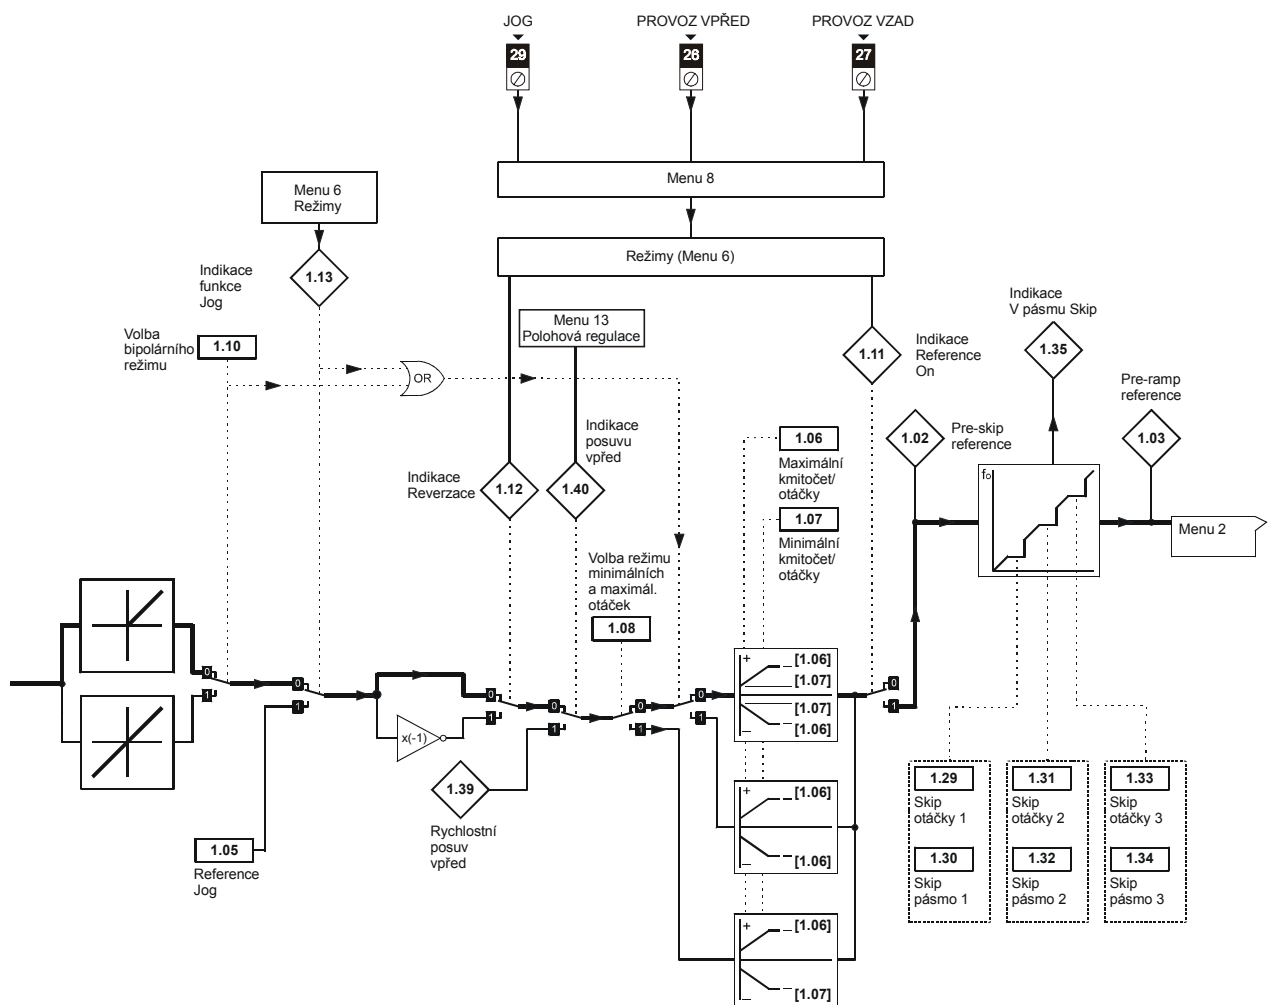 JOG
PROVOZ VPŘED
PROVOZ VZAD
29
26
27
Menu 8
Menu 6
Režimy
Režimy (Menu 6)
1.13
Indikace
funkce
Jog
Menu 13
Polohová regulace
Indikace
V pásmu Skip
Volba
bipolárního
režimu
1.10
OR
1.11
Indikace
Reference
On
1.35
Pre-ramp
reference
1.06
Maximální
kmitočet/
otáčky
1.02
Pre-skip
reference
1.03
Indikace
posuvu
vpřed
Indikace
Reverzace
1.12
1.40
1.07
Minimální
kmitočet/
otáčky
fo
Menu 2
Volba režimu
minimálních
a maximál.
otáček
1.08
0
1
0
1
0
1
0
1
0
1
0
1
0
1
x(-1)
+
[1.06]
[1.07]
[1.07]
[1.06]
–
1.39
Rychlostní
posuv
vpřed
1.05
Reference
Jog
+
[1.06]
[1.06]
–
+
[1.06]
[1.07]
–
1.29
Skip
otáčky 1
1.30
Skip
pásmo 1
1.31
Skip
otáčky 2
1.32
Skip
pásmo 2
1.33
Skip
otáčky 3
1.34
Skip
pásmo 3